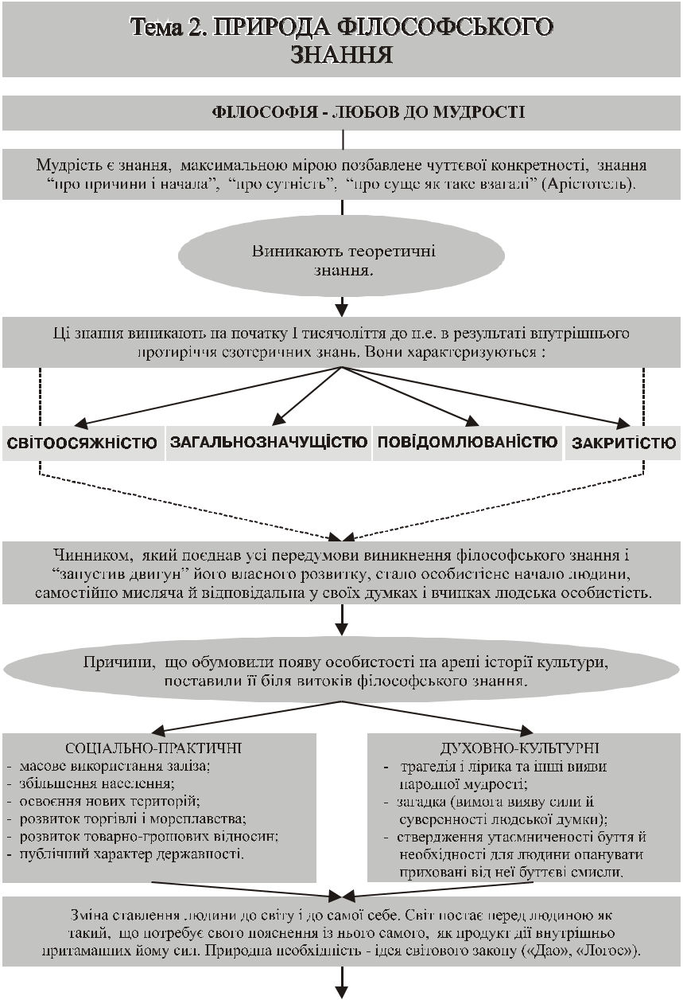 Тема 2. ПРИРОДА ФІЛОСОФСЬКОГО
ЗНАННЯ
ФІЛОСОФІЯ - ЛЮБОВ ДО МУДРОСТІ
Мудрість є знання, максимальною мірою позбавлене чуттєвої конкретності, знання
“про причини і начала”, “про сутність”, “про суще як таке взагалі” (Арістотель).
Виникають теоретичні
знання.
Ці знання виникають на початку І тисячоліття до н.е. в результаті внутрішнього
протиріччя езотеричних знань. Вони характеризуються :
СВІТООСЯЖНІСТЮ
ЗАГАЛЬНОЗНАЧУЩІСТЮ
ПОВІДОМЛЮВАНІСТЮ
ЗАКРИТІСТЮ
Чинником, який поєднав усі передумови виникнення філософського знання і
“запустив двигун” його власного розвитку, стало особистісне начало людини,
самостійно мисляча й відповідальна у своїх думках і вчинках людська особистість.
Причини, що обумовили появу особистості на арені історії культури,
поставили її біля витоків філософського знання.
СОЦІАЛЬНО-ПРАКТИЧНІ
- масове використання заліза;
- збільшення населення;
- освоєння нових територій;
- розвиток торгівлі і мореплавства;
- розвиток товарно-грошових відносин;
- публічний характер державності.
ДУХОВНО-КУЛЬТУРНІ
- трагедія і лірика та інші вияви
народної мудрості;
- загадка (вимога вияву сили й
суверенності людської думки);
- ствердження утаємниченості буття й
необхідності для людини опанувати
приховані від неї буттєві смисли.
Зміна ставлення людини до світу і до самої себе. Світ постає перед людиною як
такий, що потребує свого пояснення із нього самого, як продукт дії внутрішньо
притаманних йому сил. Природна необхідність - ідея світового закону («Дао», «Логос»).